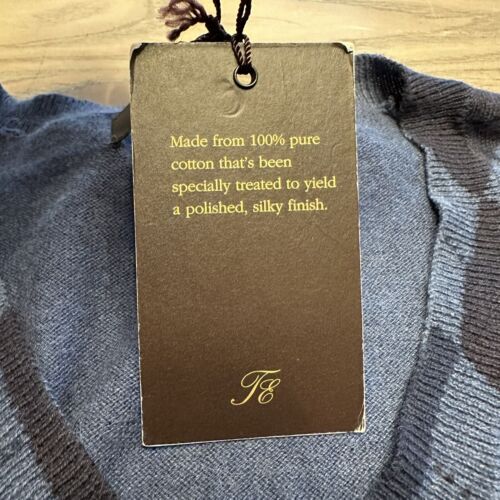 Made from 100% pure
cotton that's been
specially treated to yield
a polished, silky finish.
TE